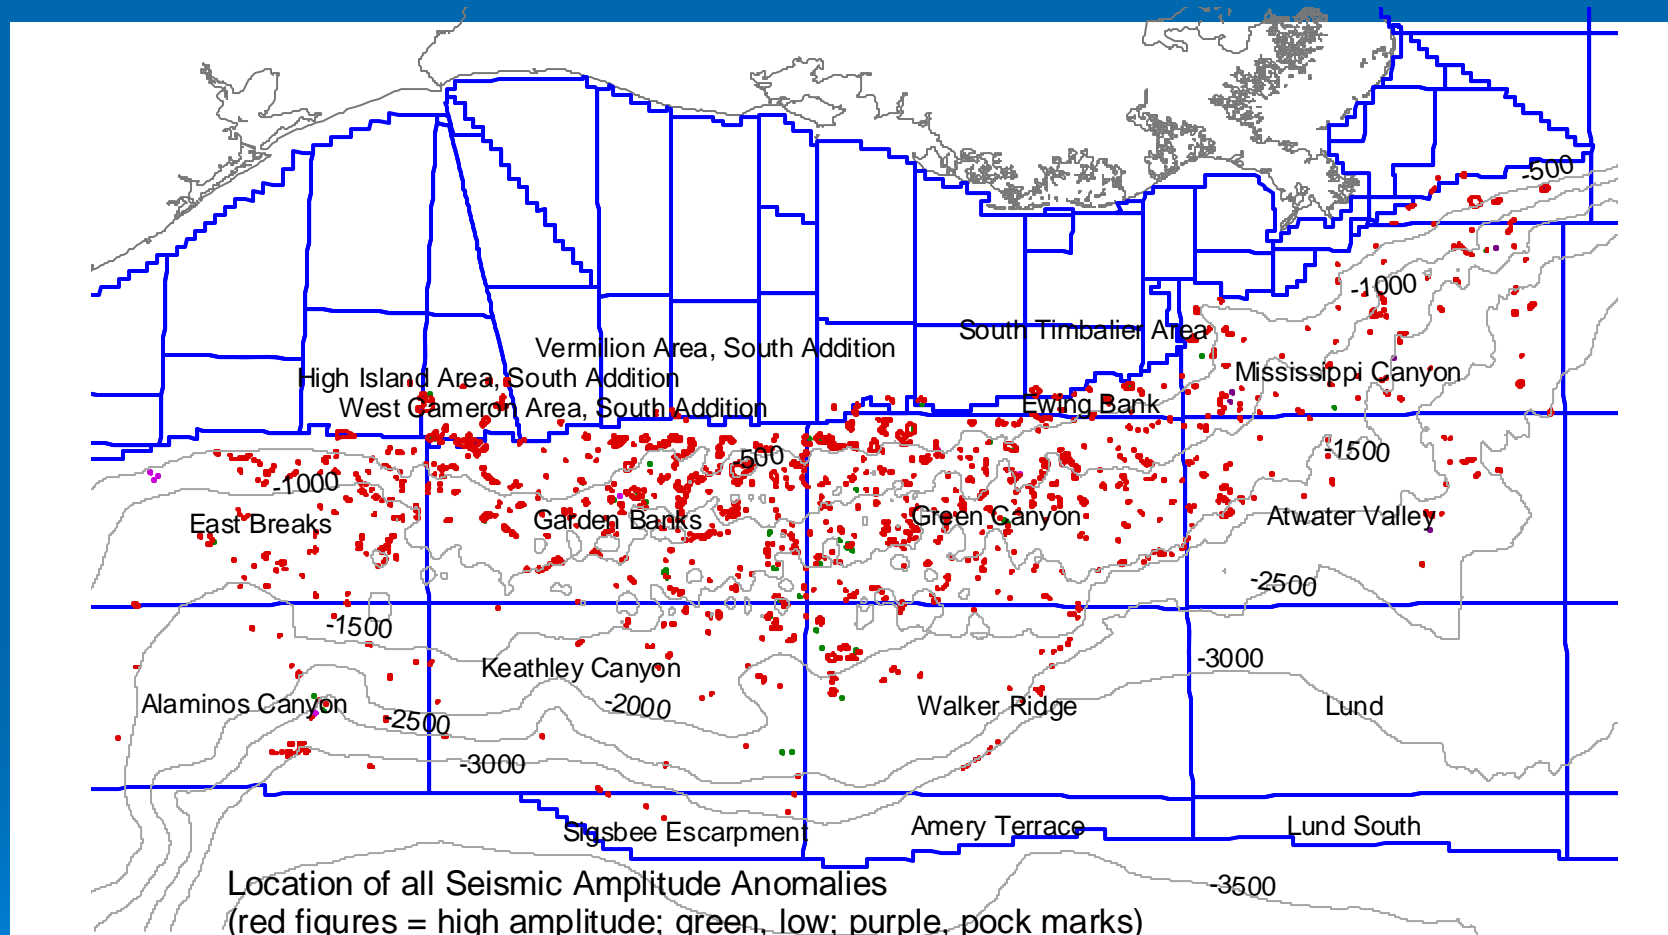 -500
-1000
South Timbalier Area
Vermilion Area, South Addition
Mississippi Canyon
High Island Area, South Addition
West Cameron Area, South Addition
Ewing Bank
-500
-1500
-1000
East Breaks
Garden Banks
Green Canyon
Atwater Valley
-2500
-1500
-3000
Keathley Canyon
Alaminos Canyon
-2000
Walker Ridge
Lund
-2500
-3000
Sigsbee Escarpment
Amery Terrace
Lund South
Location of all Seismic Amplitude Anomalies
-3500
(red figures = high amplitude; green, low; purple, pock marks)